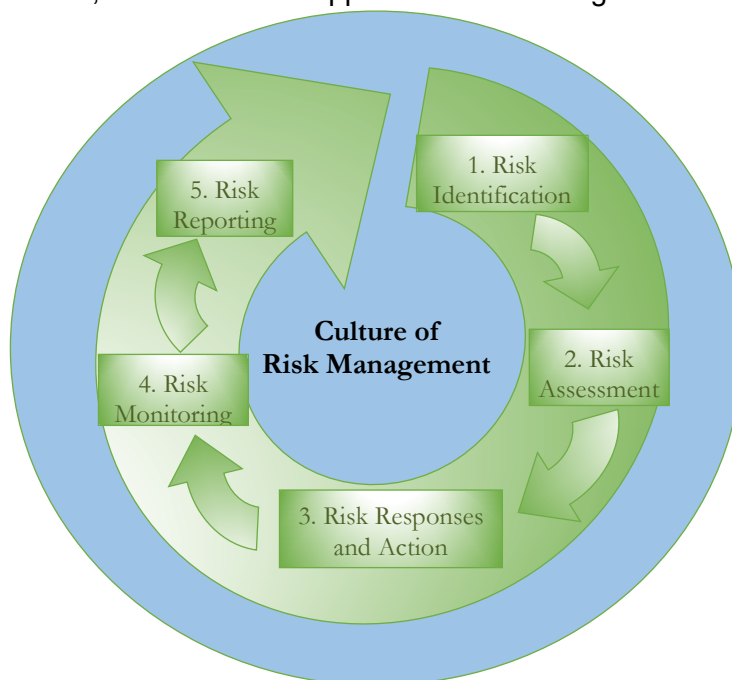 1. Risk
Identification
2. Risk
Assessment
3. Risk Responses
and Action
4. Risk
Monitoring
5. Risk
Reporting
Culture of
Risk Management